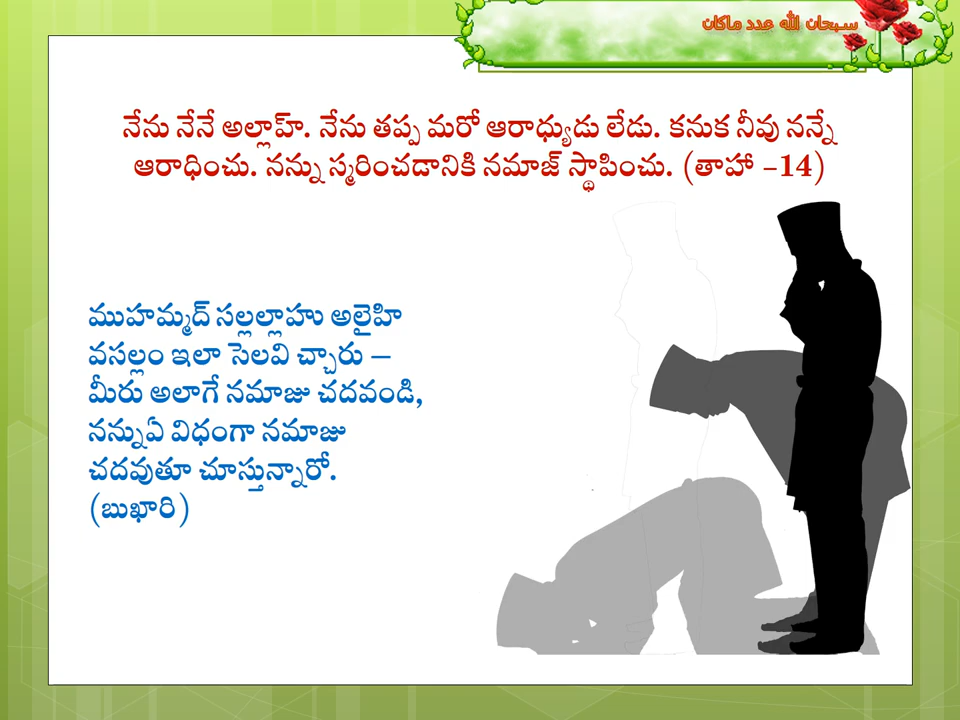 سبحان الله عدد ماكان
నేను నేనే అల్లాహ్. నేను తప్ప మరో ఆరాధ్యుడు లేడు. కనుక నీవు నన్నే
ఆరాధించు. నన్ను స్మరించడానికి నమాజ్ స్థాపించు. (తాహా –14)
ముహమ్మద్ సల్లల్లాహు అలైహి
వసల్లం ఇలా సెలవి చ్చారు –
మీరు అలాగే నమాజు చదవండి,
నన్నుఏ విధంగా నమాజు
చదవుతూ చూస్తున్నారో.
(బుఖారి)